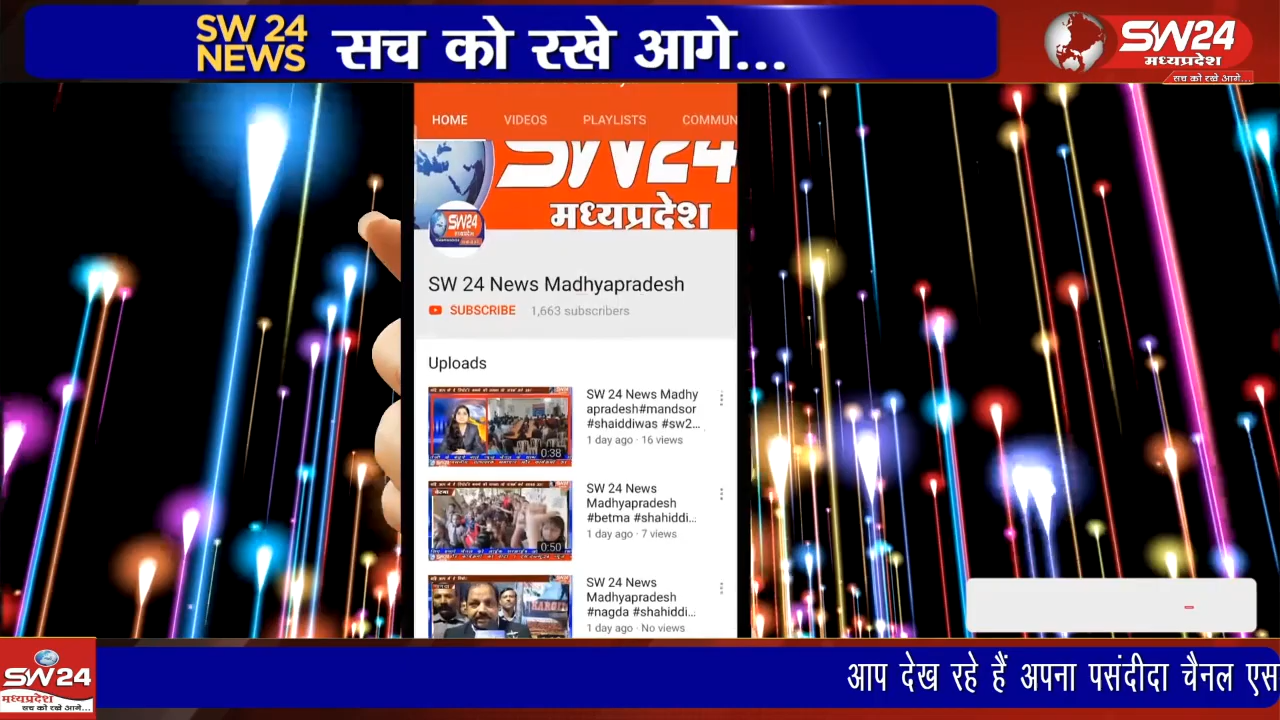 SW 24
NEWS
सच को रखे आगे...
SW24
मध्यप्रदेश
सच को रखे आगे...
HOME VIDEOS PLAYLISTS COMMUN
SW24
मध्यप्रदेश
SW24
SW 24 News Madhyapradesh
SUBSCRIBE 1,663 subscribers
Uploads
SW 24 News Madhy
apradesh#mandsor
#shaiddiwas #sw2...
1 day ago · 16 views
0:38
SW 24 News
Madhyapradesh
#betma #shahiddi...
1 day ago · 7 views
बेटमा
0:50
SW 24 News
Madhyapradesh
#nagda #shahiddi...
1 day ago · No views
SW24
मध्यप्रदेश
सच को रखे आगे...
आप देख रहे हैं अपना पसंदीदा चैनल एस